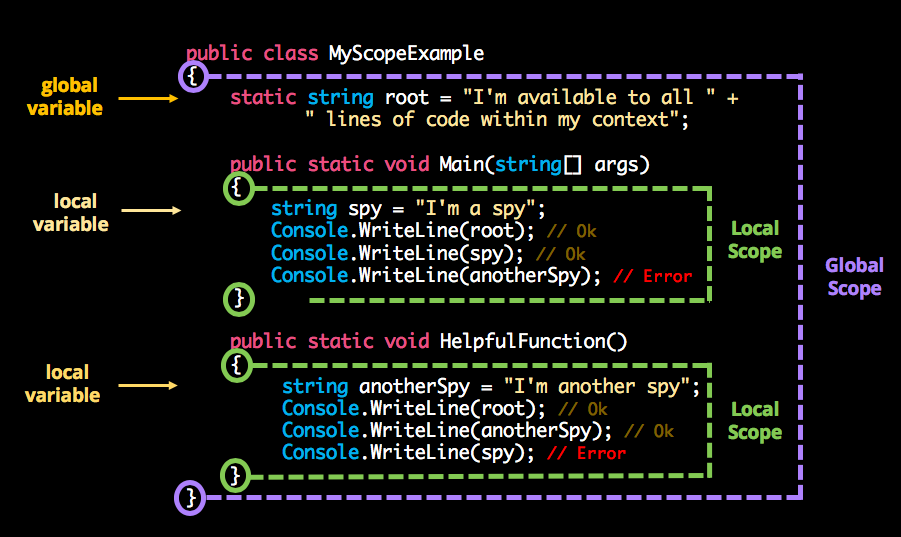 public class MyScopeExample
{
global
variable
static string root = "I'm available to all " +
" lines of code within my context";
public static void Main(string[] args)
{
local
variable
string spy = "I'm a spy";
Console.WriteLine(root); // Ok
Console.WriteLine(spy); // Ok
Console.WriteLine(anotherSpy); // Error
}
Local
Scope
Global
Scope
public static void HelpfulFunction()
{
local
variable
string anotherSpy = "I'm another spy";
Console.WriteLine(root); // Ok
Console.WriteLine(anotherSpy); // Ok
Console.WriteLine(spy); // Error
}
Local
Scope
}